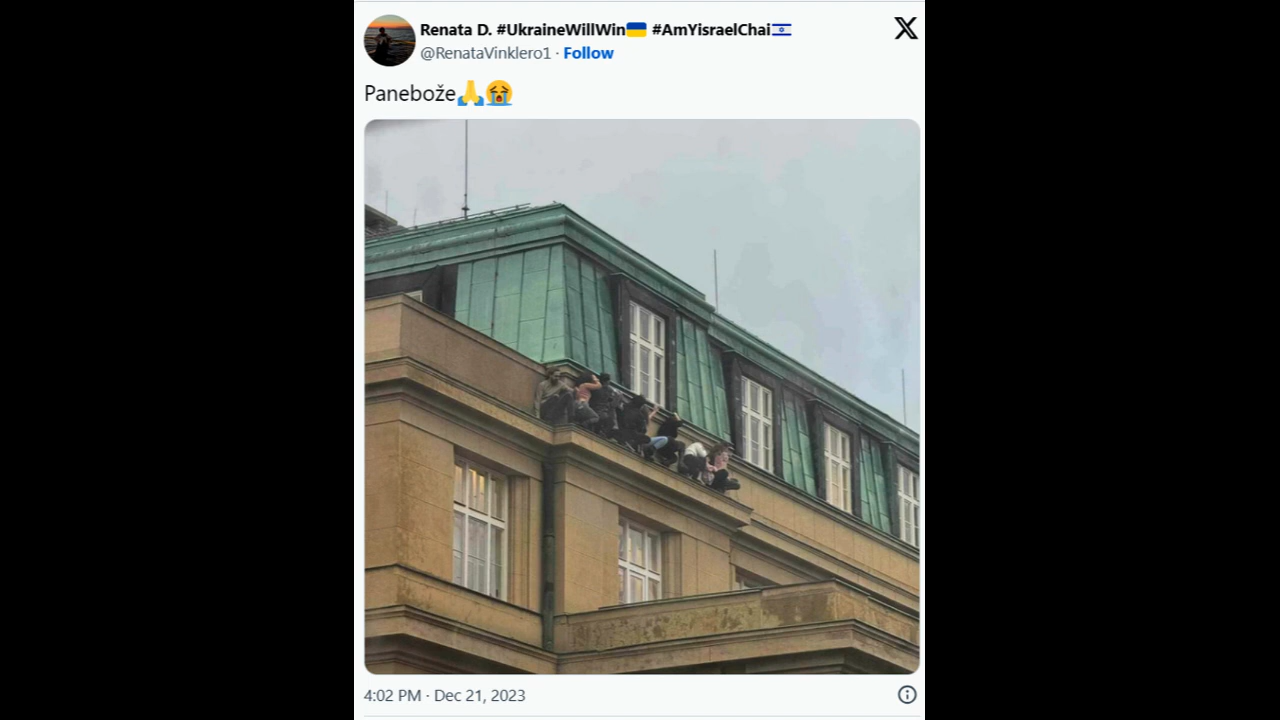 Renata D. #UkraineWillWin🇺🇦 #AmYisraelChai🇮🇱
@RenataVinklero1 · Follow
Panebože🙏😭
4:02 PM · Dec 21, 2023